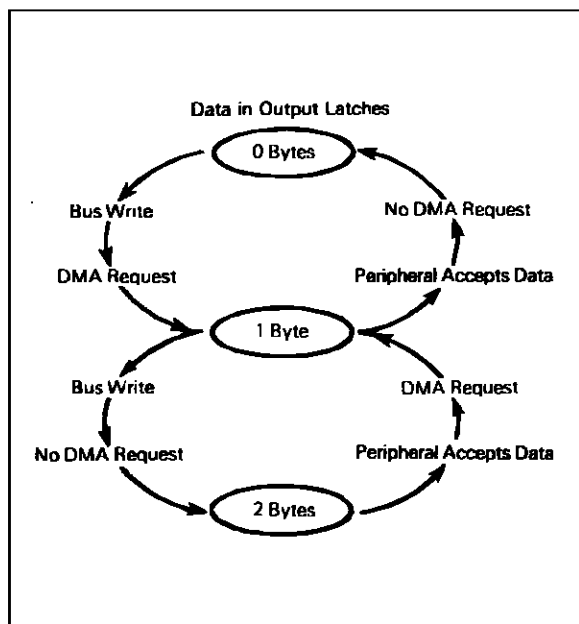 Data in Output Latches
0 Bytes
Bus Write
No DMA Request
DMA Request
Peripheral Accepts Data
1 Byte
Bus Write
DMA Request
No DMA Request
Peripheral Accepts Data
2 Bytes